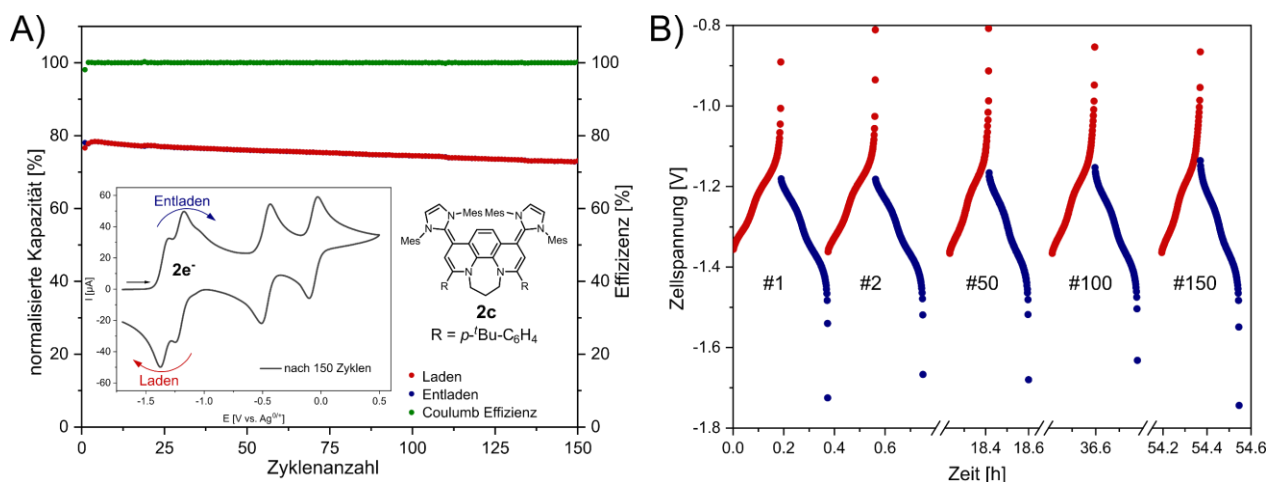 A)
normalisierte Kapazität [%]
100
80
60
40
20
0
0 25 50 75 100 125 150
Zyklenanzahl
100
80
60
40
20
0
Effizienz [%]
60
40
20
0
-20
-40
-60
I [µA]
Entladen
2e⁻
Laden
nach 150 Zyklen
-1.5 -1.0 -0.5 0.0 0.5
E [V vs. Ag⁰/⁺]
Mes Mes
N N
Mes N N Mes
N N
R R
2c
R = p-ᵗBu-C₆H₄
Laden
Entladen
Coulumb Effizienz
B)
Zellspannung [V]
-0.8
-1.0
-1.2
-1.4
-1.6
-1.8
#1 #2 #50 #100 #150
0.0 0.2 0.4 18.4 18.6 36.6 54.2 54.4 54.6
Zeit [h]